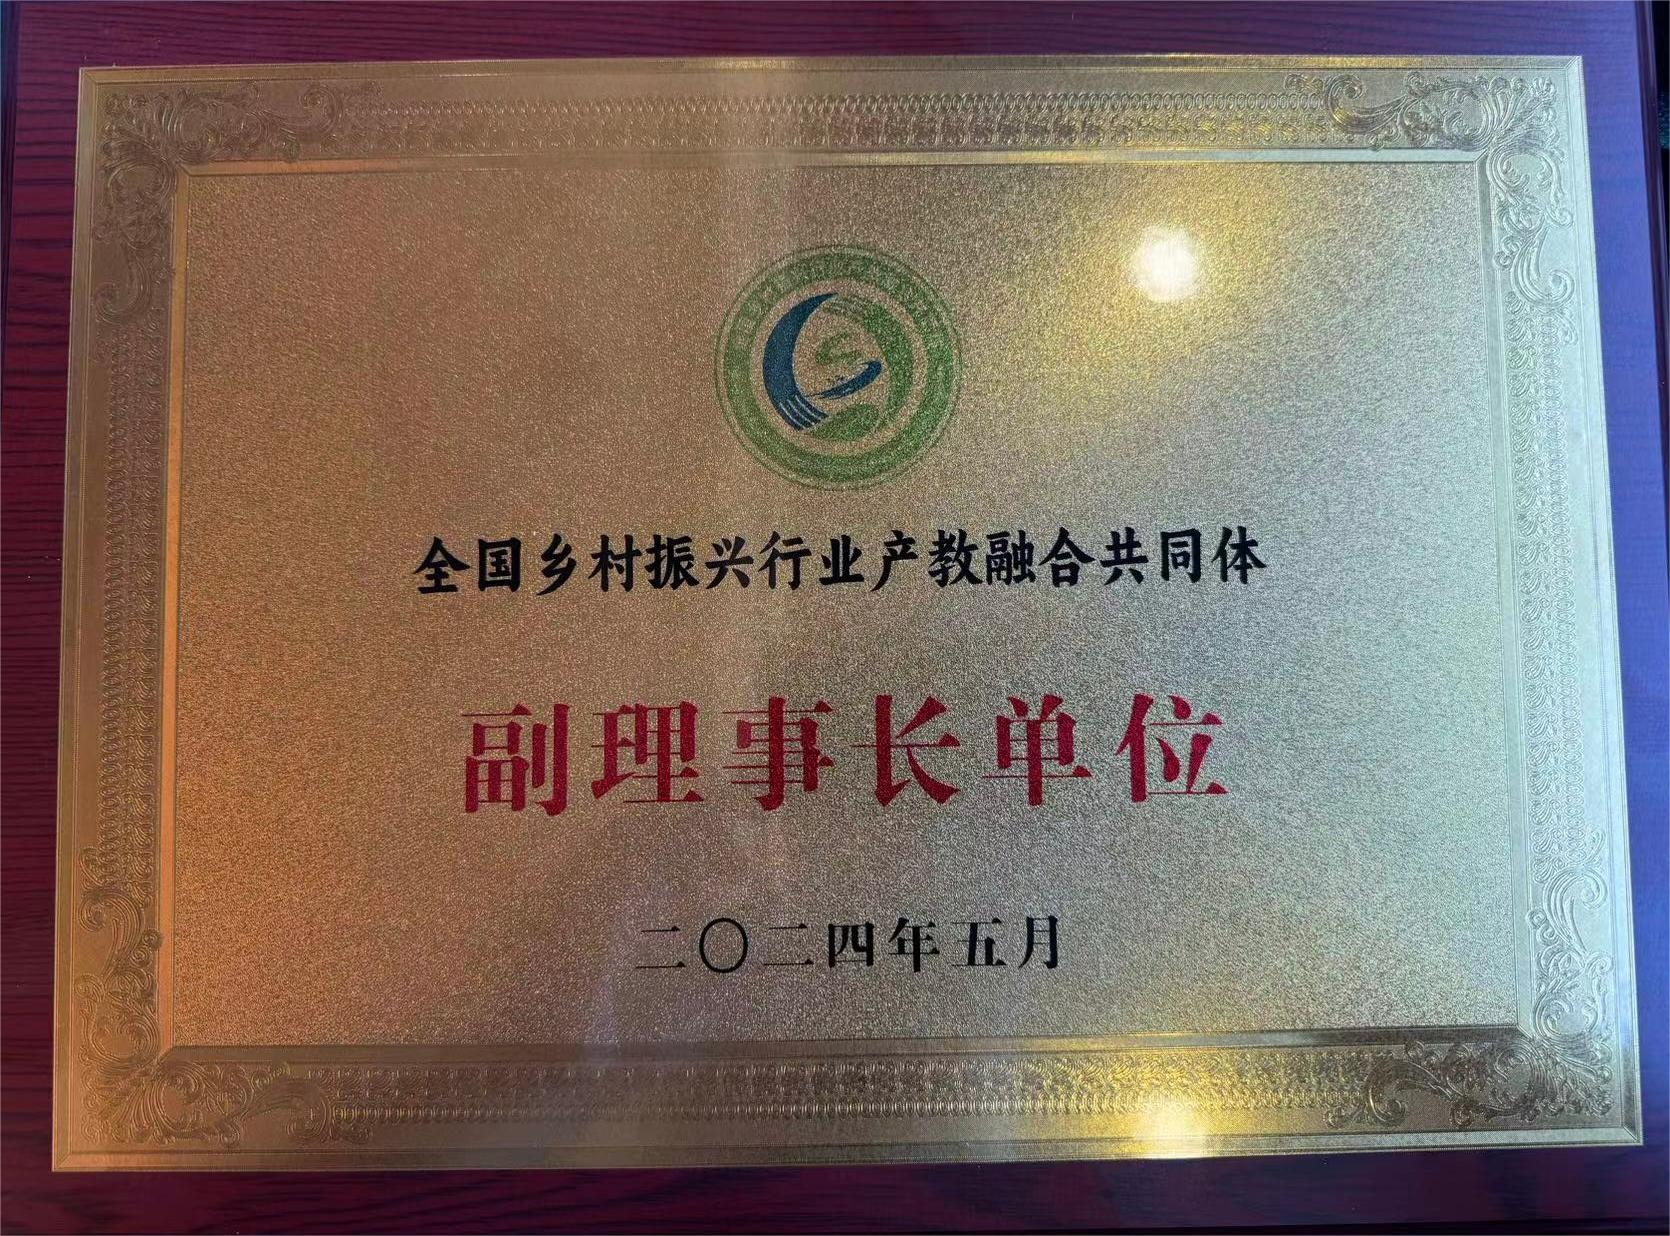 全国乡村振兴行业产教融合共同体
副理事长单位
二〇二四年五月